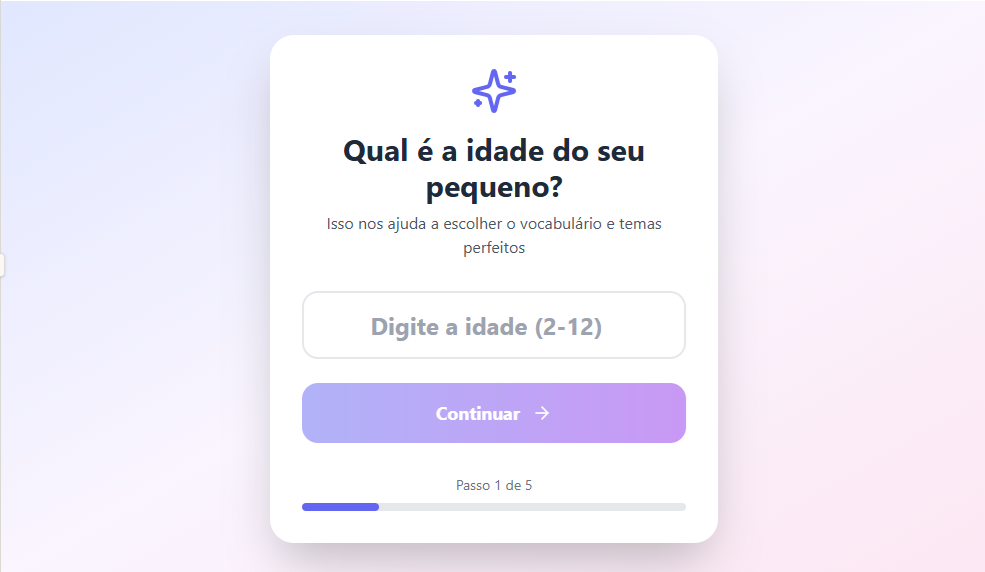 Qual é a idade do seu
pequeno?
Isso nos ajuda a escolher o vocabulário e temas
perfeitos
Digite a idade (2-12)
Continuar →
Passo 1 de 5